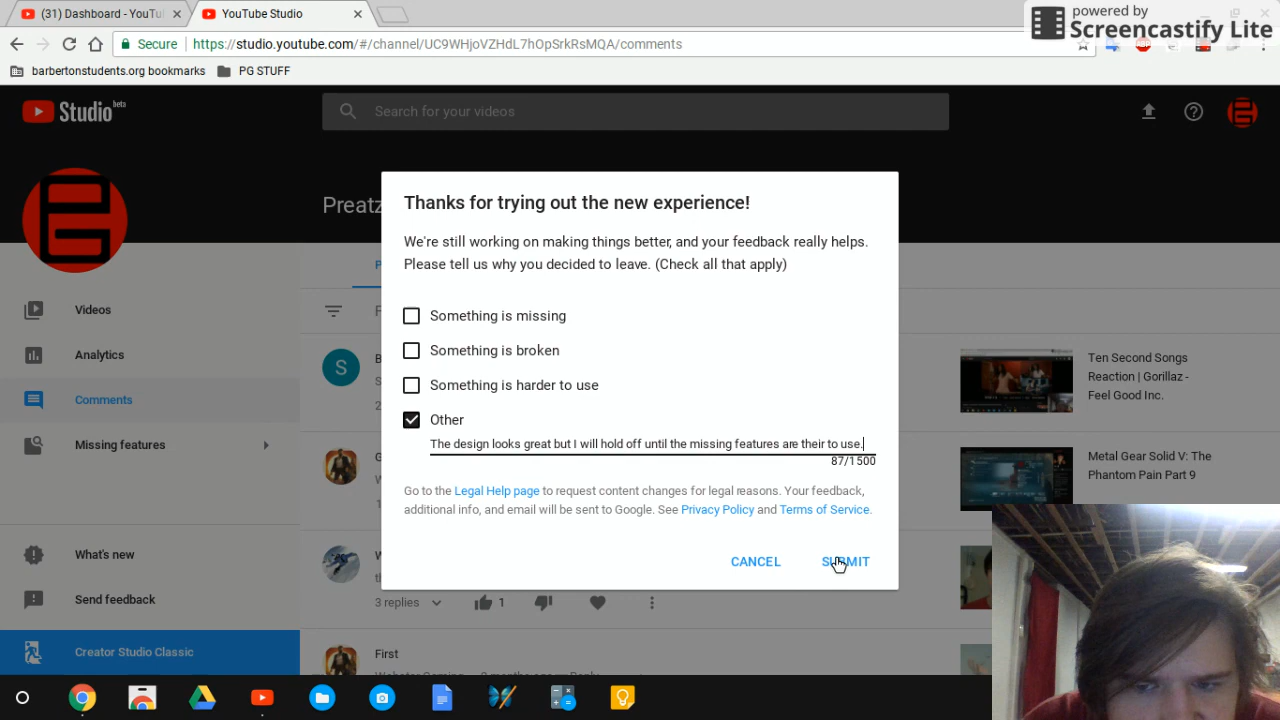 (31) Dashboard - YouTu
YouTube Studio
powered by
Screencastify Lite
Secure
https://studio.youtube.com/#/channel/UC9WHjoVZHdL7hOpSrkRsMQA/comments
barbertonstudents.org bookmarks
PG STUFF
Studio beta
Search for your videos
Preatz
Thanks for trying out the new experience!
We're still working on making things better, and your feedback really helps.
Please tell us why you decided to leave. (Check all that apply)
Something is missing
Something is broken
Something is harder to use
Other
The design looks great but I will hold off until the missing features are their to use.
87/1500
Go to the Legal Help page to request content changes for legal reasons. Your feedback,
additional info, and email will be sent to Google. See Privacy Policy and Terms of Service.
CANCEL
SUBMIT
Videos
Analytics
Comments
Missing features
What's new
Send feedback
Creator Studio Classic
S
Ten Second Songs
Reaction | Gorillaz -
Feel Good Inc.
Metal Gear Solid V: The
Phantom Pain Part 9
3 replies
1
First